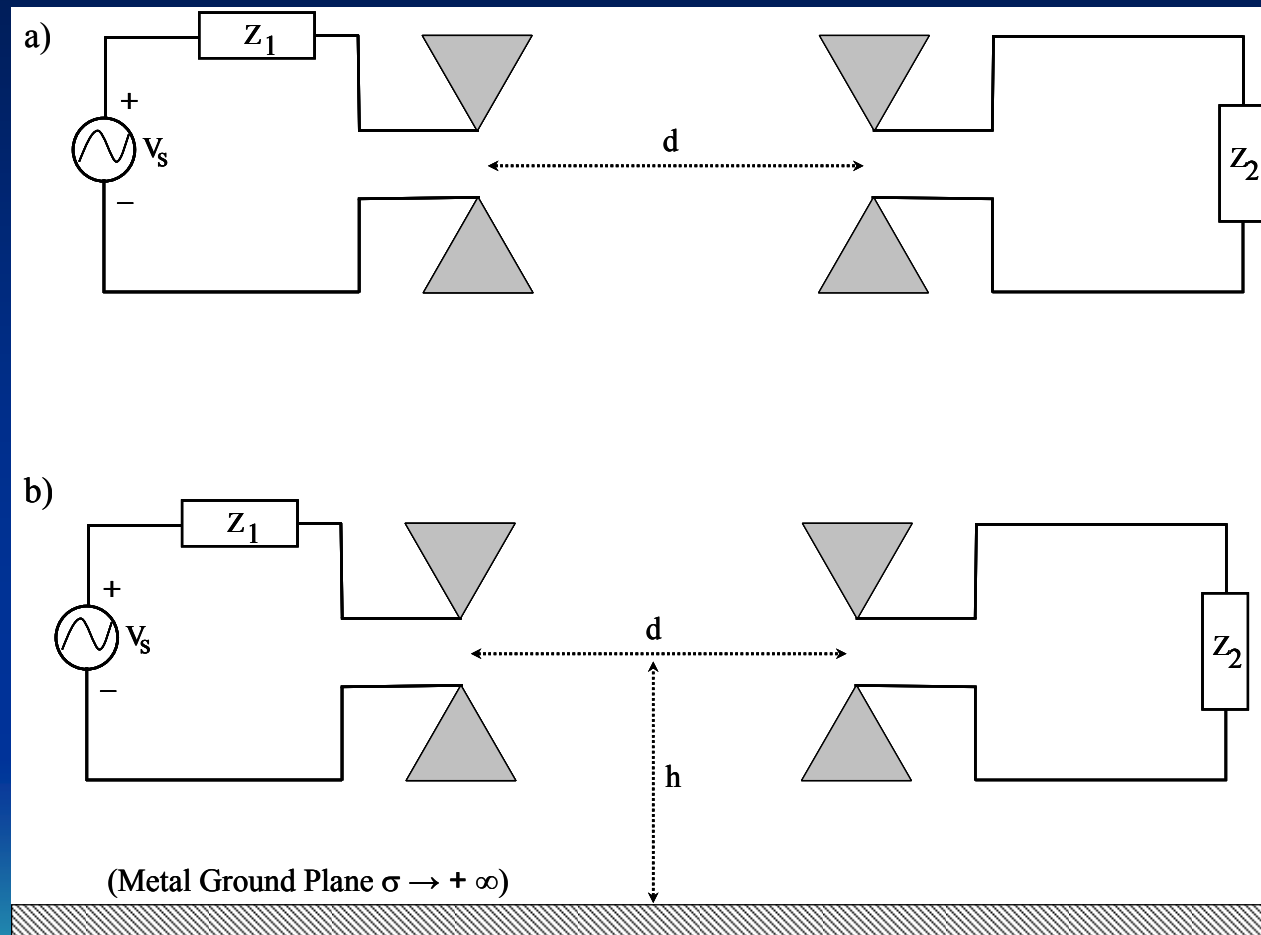 a)
Z1
+
Vs
−
d
Z2
b)
Z1
+
Vs
−
d
Z2
h
(Metal Ground Plane σ → + ∞)